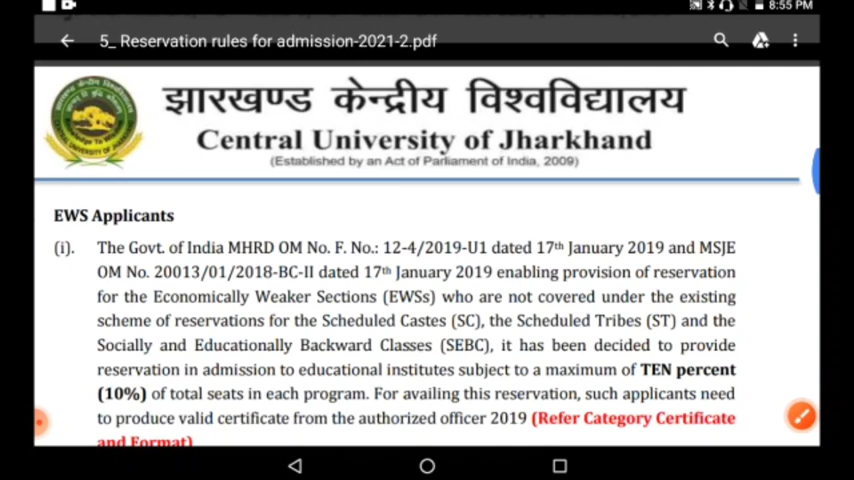 8:55 PM
5_ Reservation rules for admission-2021-2.pdf
झारखण्ड केन्द्रीय विश्वविद्यालय
Central University of Jharkhand
(Established by an Act of Parliament of India, 2009)
EWS Applicants
(i). The Govt. of India MHRD OM No. F. No.: 12-4/2019-U1 dated 17th January 2019 and MSJE
OM No. 20013/01/2018-BC-II dated 17th January 2019 enabling provision of reservation
for the Economically Weaker Sections (EWSs) who are not covered under the existing
scheme of reservations for the Scheduled Castes (SC), the Scheduled Tribes (ST) and the
Socially and Educationally Backward Classes (SEBC), it has been decided to provide
reservation in admission to educational institutes subject to a maximum of TEN percent
(10%) of total seats in each program. For availing this reservation, such applicants need
to produce valid certificate from the authorized officer 2019 (Refer Category Certificate
and Format)